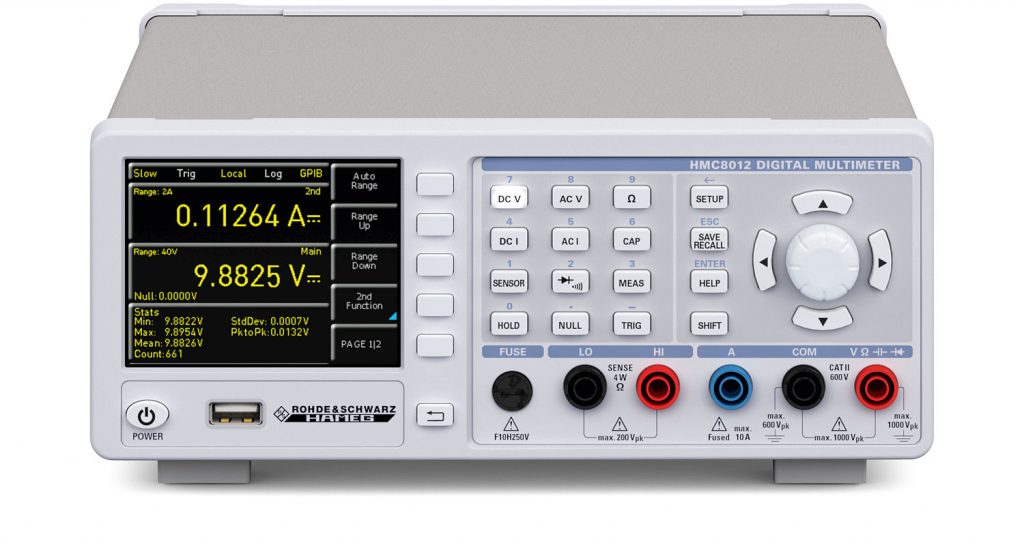 HMC8012 DIGITAL MULTIMETER
Slow Trig Local Log GPIB
Range: 2A 2nd
0.11264 A
Range: 40V Main
9.8825 V
Null: 0.0000V
Stats
Min: 9.8822V StdDev: 0.0007V
Max: 9.8954V PktoPk: 0.0132V
Mean: 9.8826V
Count: 661
Auto
Range
Range
Up
Range
Down
2nd
Function
PAGE 1|2
7 8 9 ←
DC V AC V Ω SETUP
4 5 6 ESC
DC I AC I CAP SAVE
RECALL
1 2 3 ENTER
SENSOR MEAS HELP
0 . –
HOLD NULL TRIG SHIFT
FUSE LO HI A COM V Ω
SENSE
4 W
Ω
CAT II
600 V
F10H250V
max. 200 Vpk
Fused max.
10 A
max.
600 Vpk
max. 1000 Vpk
max.
1000 Vpk
POWER
ROHDE & SCHWARZ
HAMEG